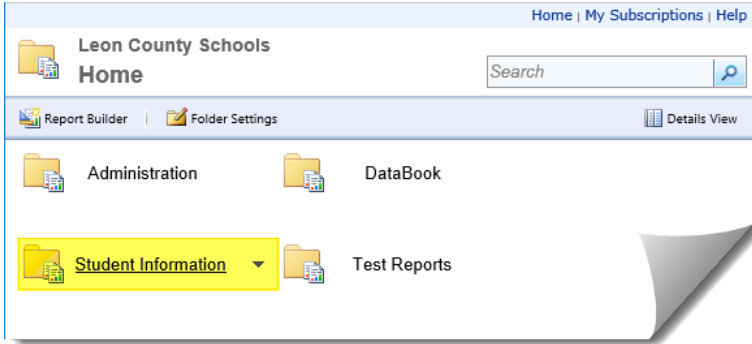 Home | My Subscriptions | Help
Leon County Schools
Home
Search
Report Builder | Folder Settings
Details View
Administration
DataBook
Student Information
Test Reports